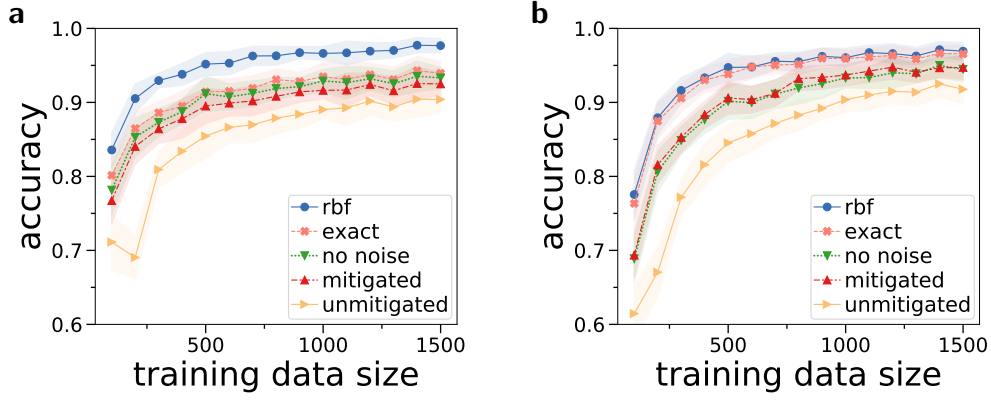 a
1.0
0.9
0.8
0.7
0.6
accuracy
rbf
exact
no noise
mitigated
unmitigated
500
1000
1500
training data size
b
1.0
0.9
0.8
0.7
0.6
accuracy
rbf
exact
no noise
mitigated
unmitigated
500
1000
1500
training data size